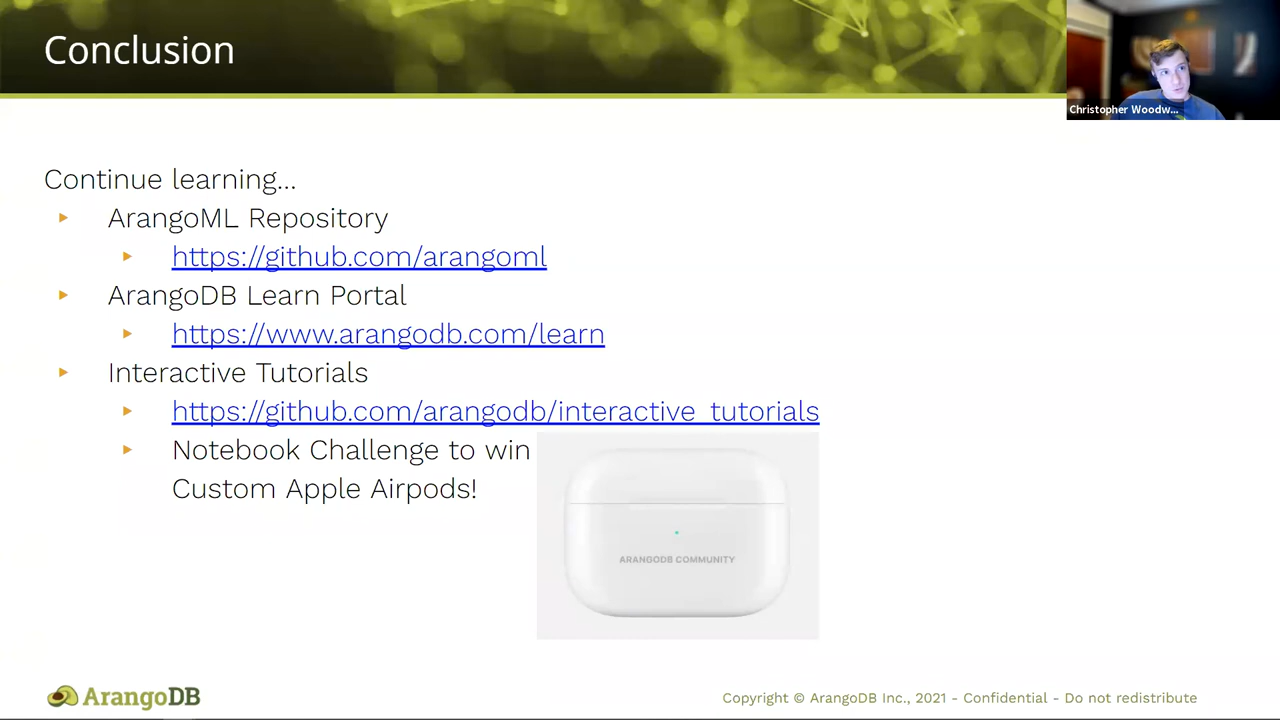 Conclusion
Christopher Woodw...
Continue learning...
ArangoML Repository
https://github.com/arangoml
ArangoDB Learn Portal
https://www.arangodb.com/learn
Interactive Tutorials
https://github.com/arangodb/interactive_tutorials
Notebook Challenge to win
Custom Apple Airpods!
ARANGODB COMMUNITY
ArangoDB
Copyright © ArangoDB Inc., 2021 - Confidential - Do not redistribute